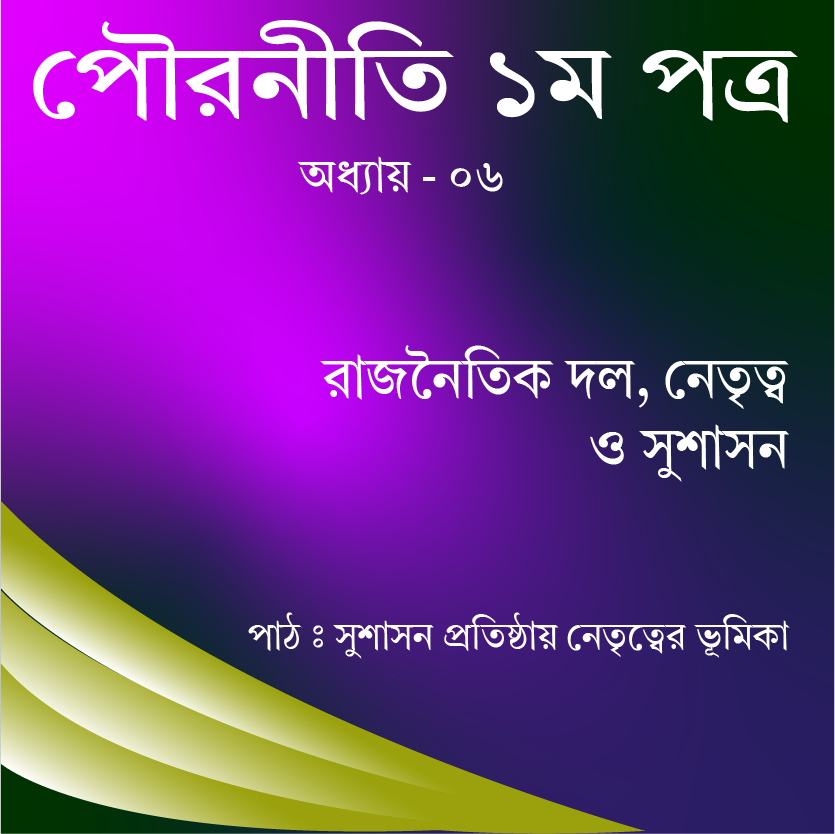 পৌরনীতি ১ম পত্র
অধ্যায় - ০৬
রাজনৈতিক দল, নেতৃত্ব
ও সুশাসন
পাঠ ঃ সুশাসন প্রতিষ্ঠায় নেতৃত্বের ভূমিকা